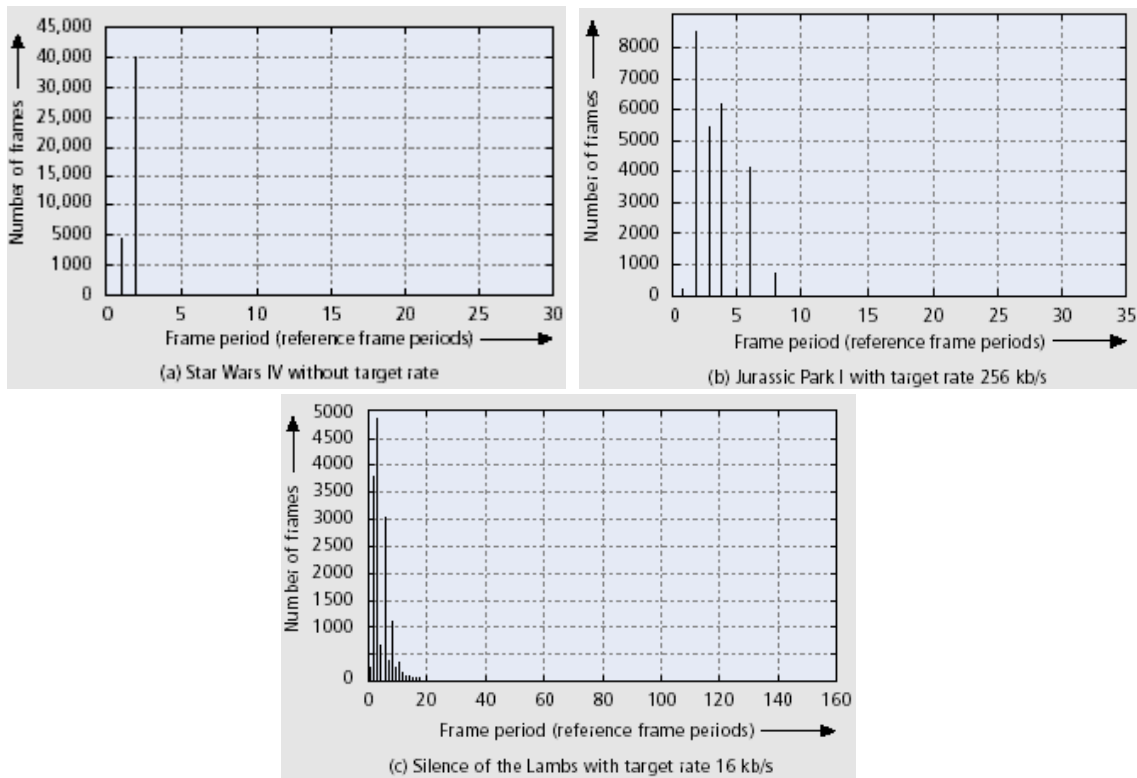 Number of frames
45,000
40,000
30,000
25,000
20,000
15,000
10,000
5000
1000
0
0 5 10 15 20 25 30
Frame period (reference frame periods)
(a) Star Wars IV without target rate
Number of frames
8000
7000
6000
5000
4000
3000
2000
1000
0
0 5 10 15 20 25 30 35
Frame period (reference frame periods)
(b) Jurassic Park I with target rate 256 kb/s
Number of frames
5000
4500
4000
3500
3000
2500
2000
1500
1000
0
0 20 40 60 80 100 120 140 160
Frame period (reference frame periods)
(c) Silence of the Lambs with target rate 16 kb/s